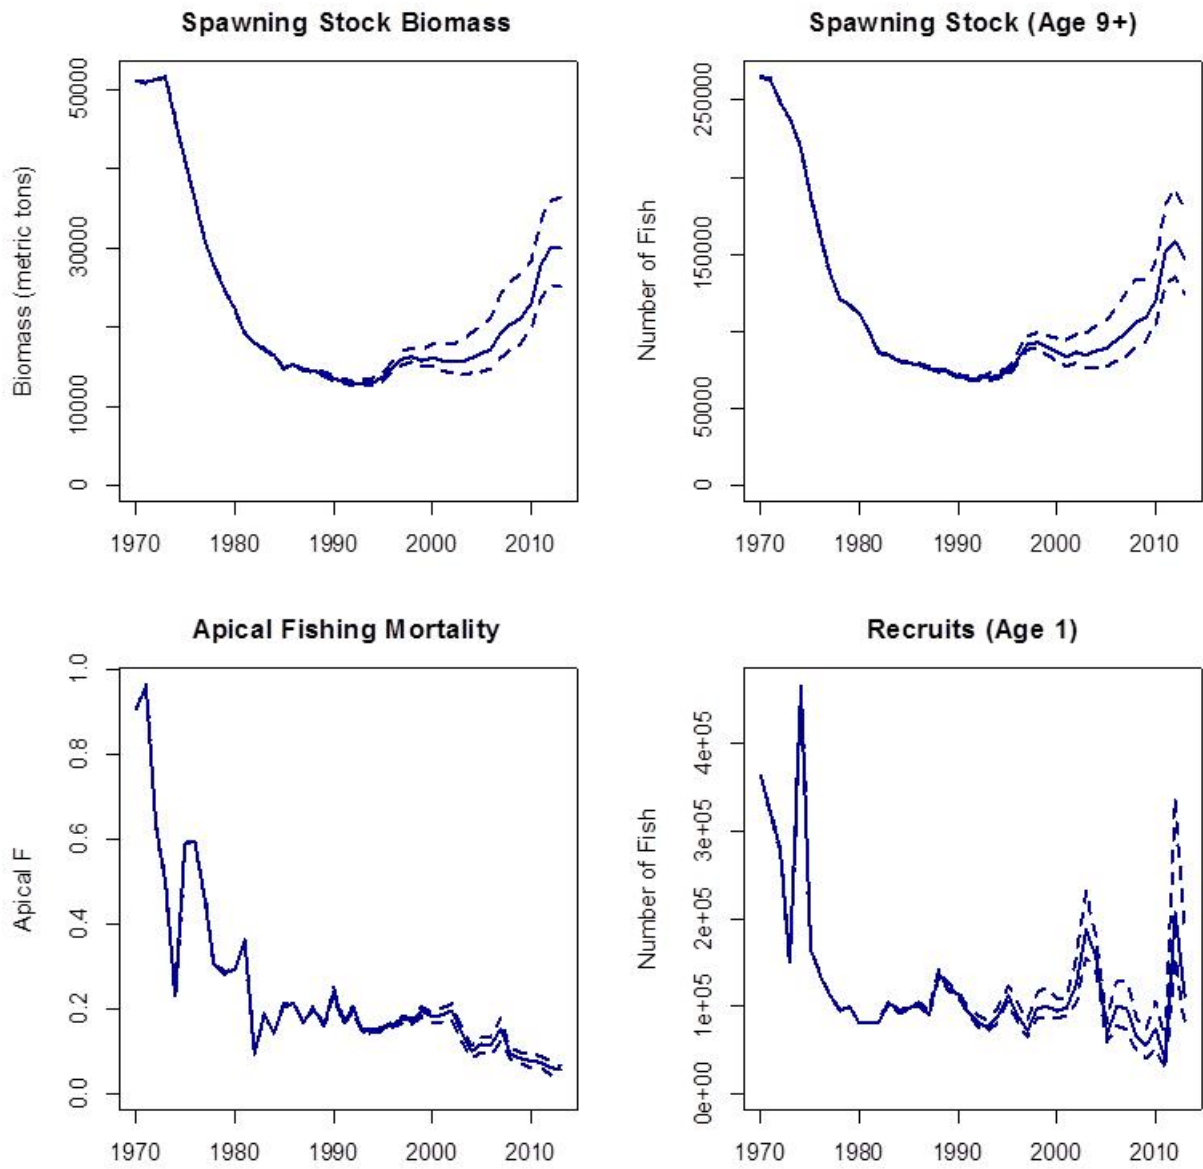 Spawning Stock Biomass
Biomass (metric tons)
50000
30000
10000
0
1970 1980 1990 2000 2010
Spawning Stock (Age 9+)
Number of Fish
250000
150000
50000
0
1970 1980 1990 2000 2010
Apical Fishing Mortality
Apical F
1.0
0.8
0.6
0.4
0.2
0.0
1970 1980 1990 2000 2010
Recruits (Age 1)
Number of Fish
4e+05
3e+05
2e+05
1e+05
0e+00
1970 1980 1990 2000 2010